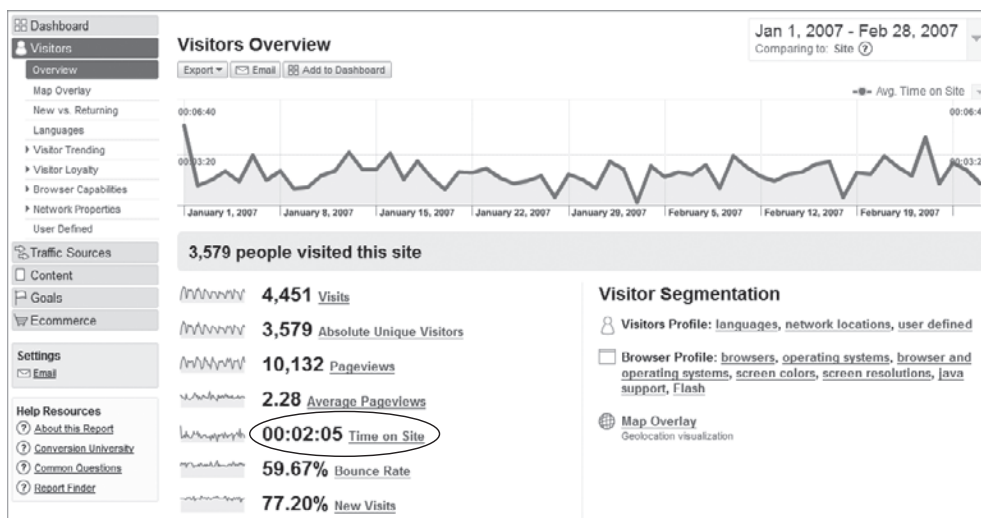 Dashboard
Visitors
Overview
Map Overlay
New vs. Returning
Languages
Visitor Trending
Visitor Loyalty
Browser Capabilities
Network Properties
User Defined
Traffic Sources
Content
Goals
Ecommerce
Settings
Email
Help Resources
About this Report
Conversion University
Common Questions
Report Finder
Visitors Overview
Export Email Add to Dashboard
Jan 1, 2007 - Feb 28, 2007
Comparing to: Site
Avg. Time on Site
00:06:40 00:06:4
00:03:20 00:03:2
January 1, 2007 January 8, 2007 January 15, 2007 January 22, 2007 January 29, 2007 February 5, 2007 February 12, 2007 February 19, 2007
3,579 people visited this site
4,451 Visits
3,579 Absolute Unique Visitors
10,132 Pageviews
2.28 Average Pageviews
00:02:05 Time on Site
59.67% Bounce Rate
77.20% New Visits
Visitor Segmentation
Visitors Profile: languages, network locations, user defined
Browser Profile: browsers, operating systems, browser and
operating systems, screen colors, screen resolutions, java
support, Flash
Map Overlay
Geolocation visualization